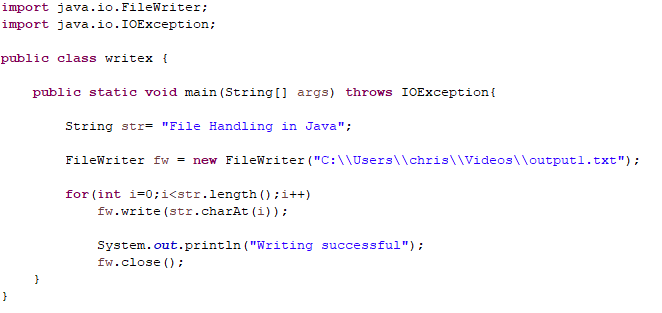 import java.io.FileWriter;
import java.io.IOException;
public class writex {
public static void main(String[] args) throws IOException{
String str= "File Handling in Java";
FileWriter fw = new FileWriter("C:\\Users\\chris\\Videos\\output1.txt");
for(int i=0;i<str.length();i++)
fw.write(str.charAt(i));
System.out.println("Writing successful");
fw.close();
}
}